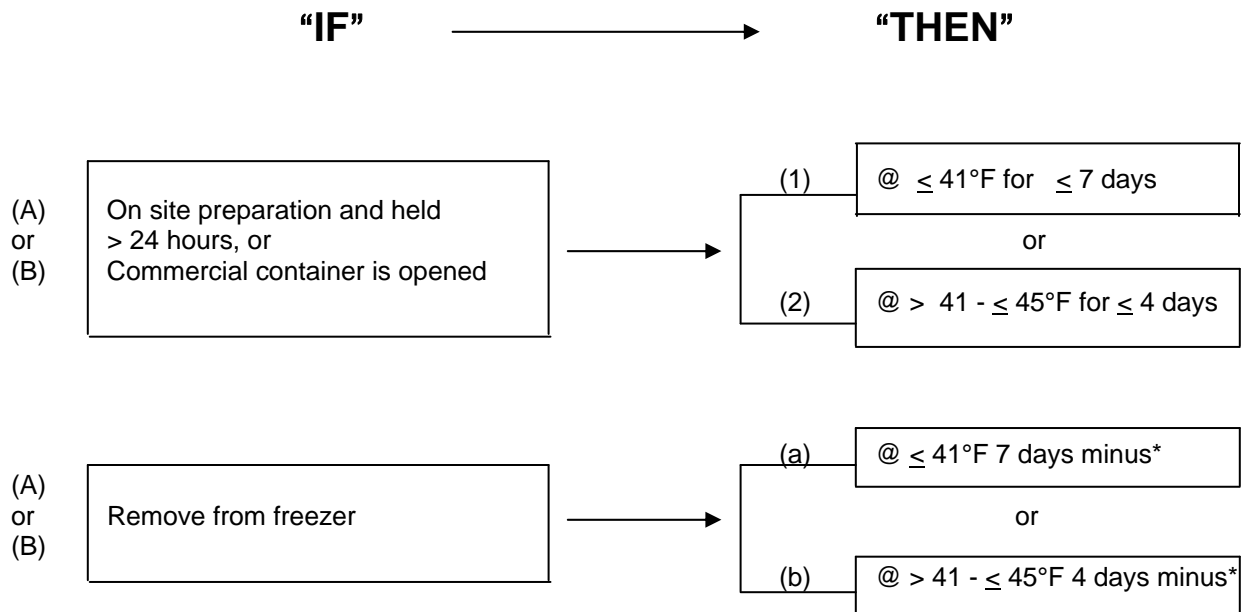 “IF” “THEN”
(1) @ ≤ 41°F for ≤ 7 days
(A) On site preparation and held
or > 24 hours, or or
(B) Commercial container is opened
(2) @ > 41 - ≤ 45°F for ≤ 4 days
(a) @ ≤ 41°F 7 days minus*
(A)
or Remove from freezer or
(B)
(b) @ > 41 - ≤ 45°F 4 days minus*